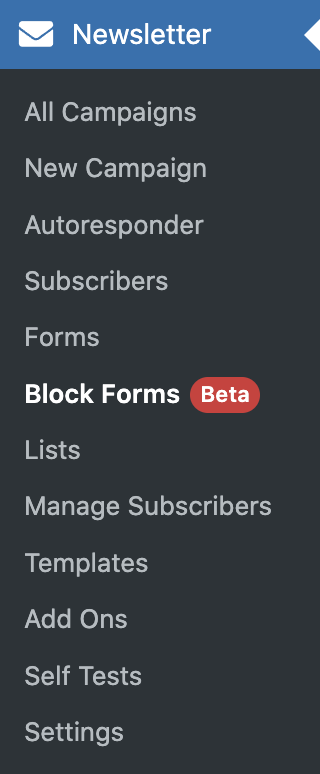 Newsletter
All Campaigns
New Campaign
Autoresponder
Subscribers
Forms
Block Forms Beta
Lists
Manage Subscribers
Templates
Add Ons
Self Tests
Settings